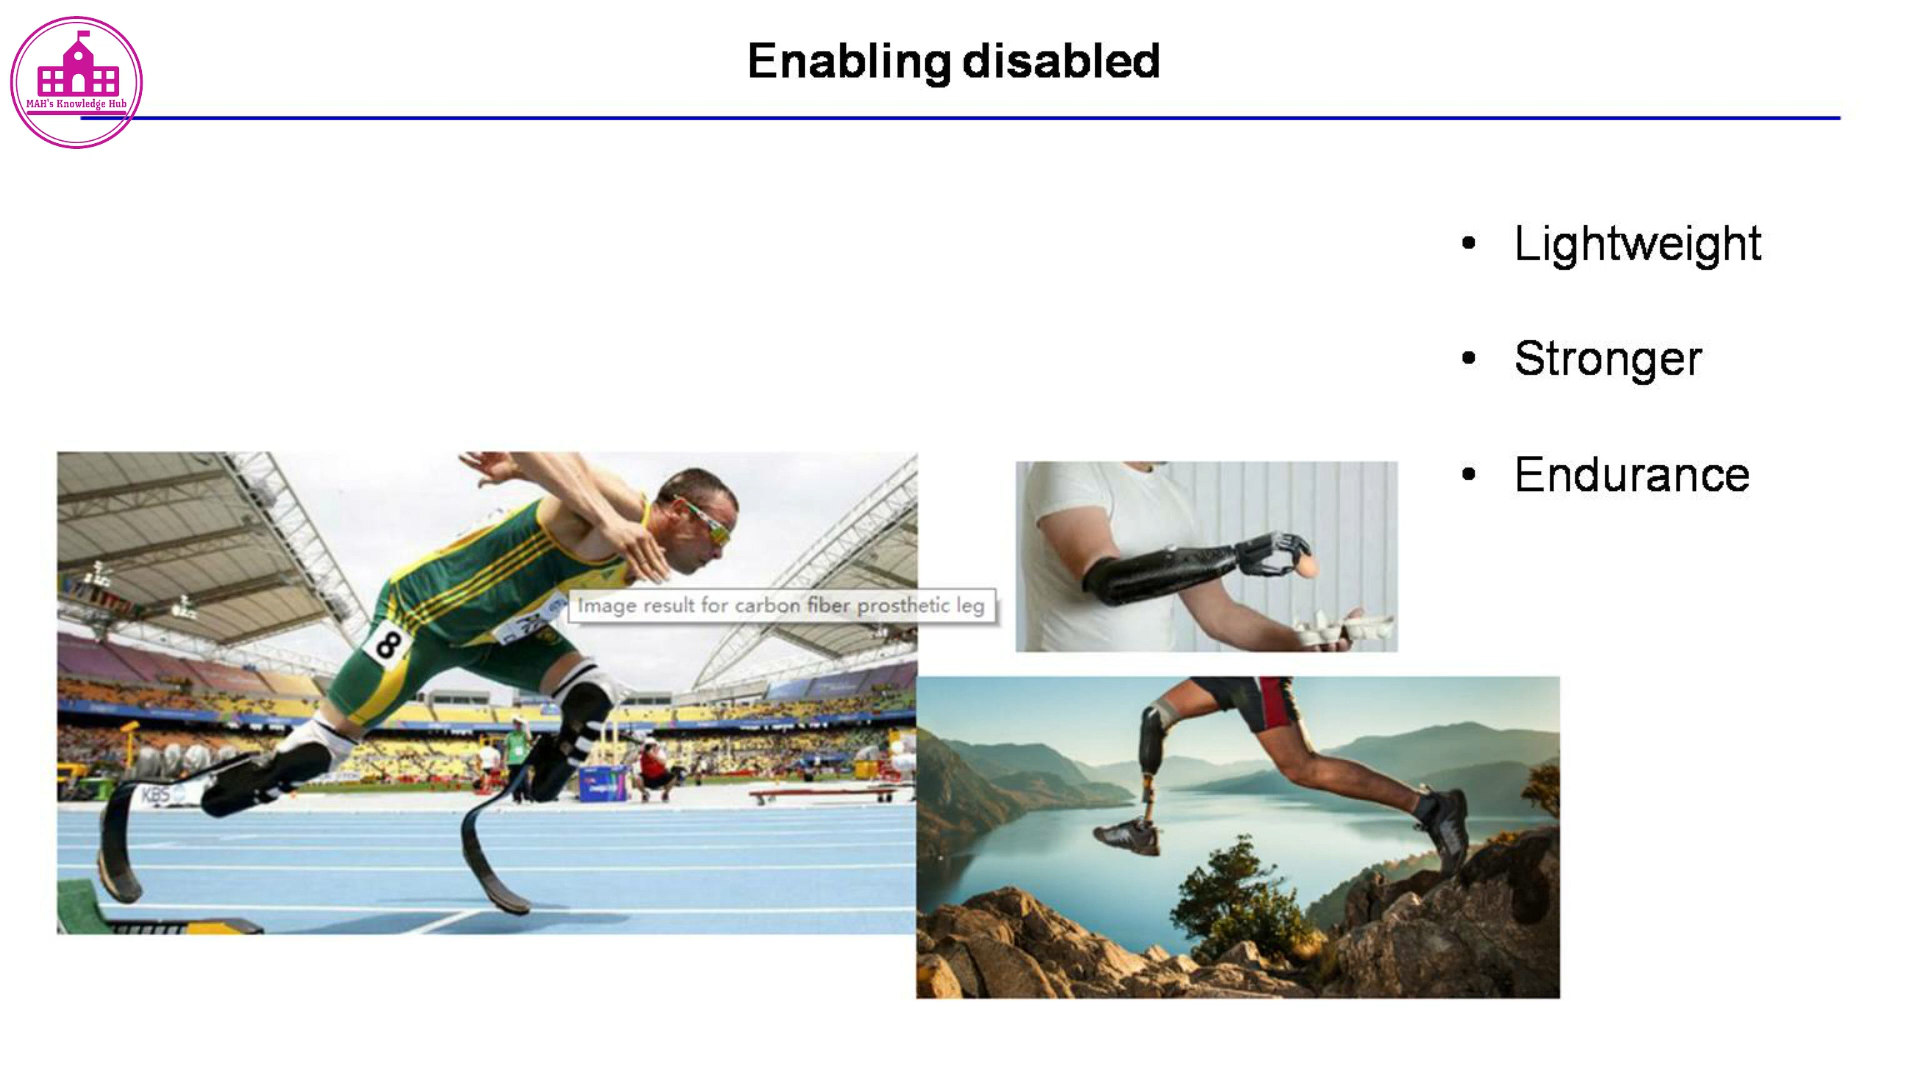 MAH's Knowledge Hub
Enabling disabled
• Lightweight
• Stronger
• Endurance
Image result for carbon fiber prosthetic leg
8
KBS